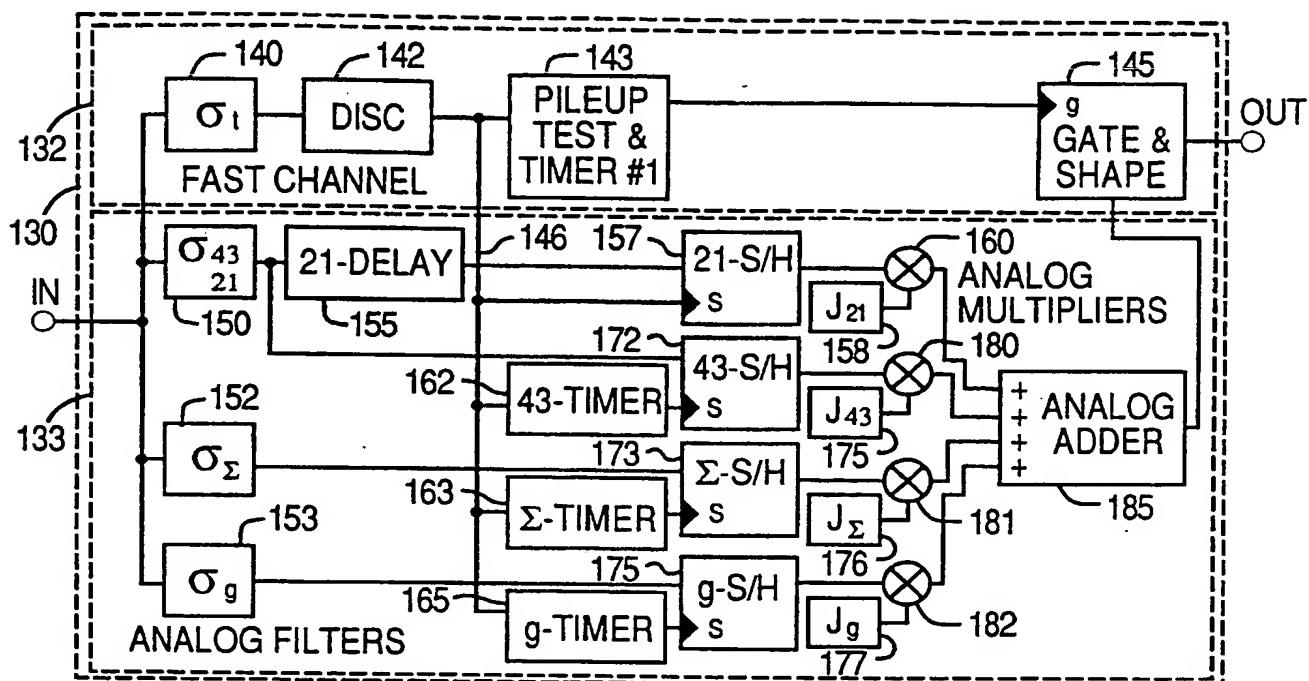 140
142
143
145
σt
DISC
PILEUP
TEST &
TIMER #1
g
GATE &
SHAPE
OUT
132
FAST CHANNEL
130
146
157
160
σ 43
21
21-DELAY
21-S/H
S
ANALOG
MULTIPLIERS
IN
150
155
J21
158
172
180
162
43-TIMER
43-S/H
S
133
152
J43
175
ANALOG
ADDER
+
+
+
+
185
σΣ
173
163
Σ-TIMER
Σ-S/H
S
JΣ
176
181
153
σg
175
165
g-TIMER
g-S/H
S
Jg
177
182
ANALOG FILTERS